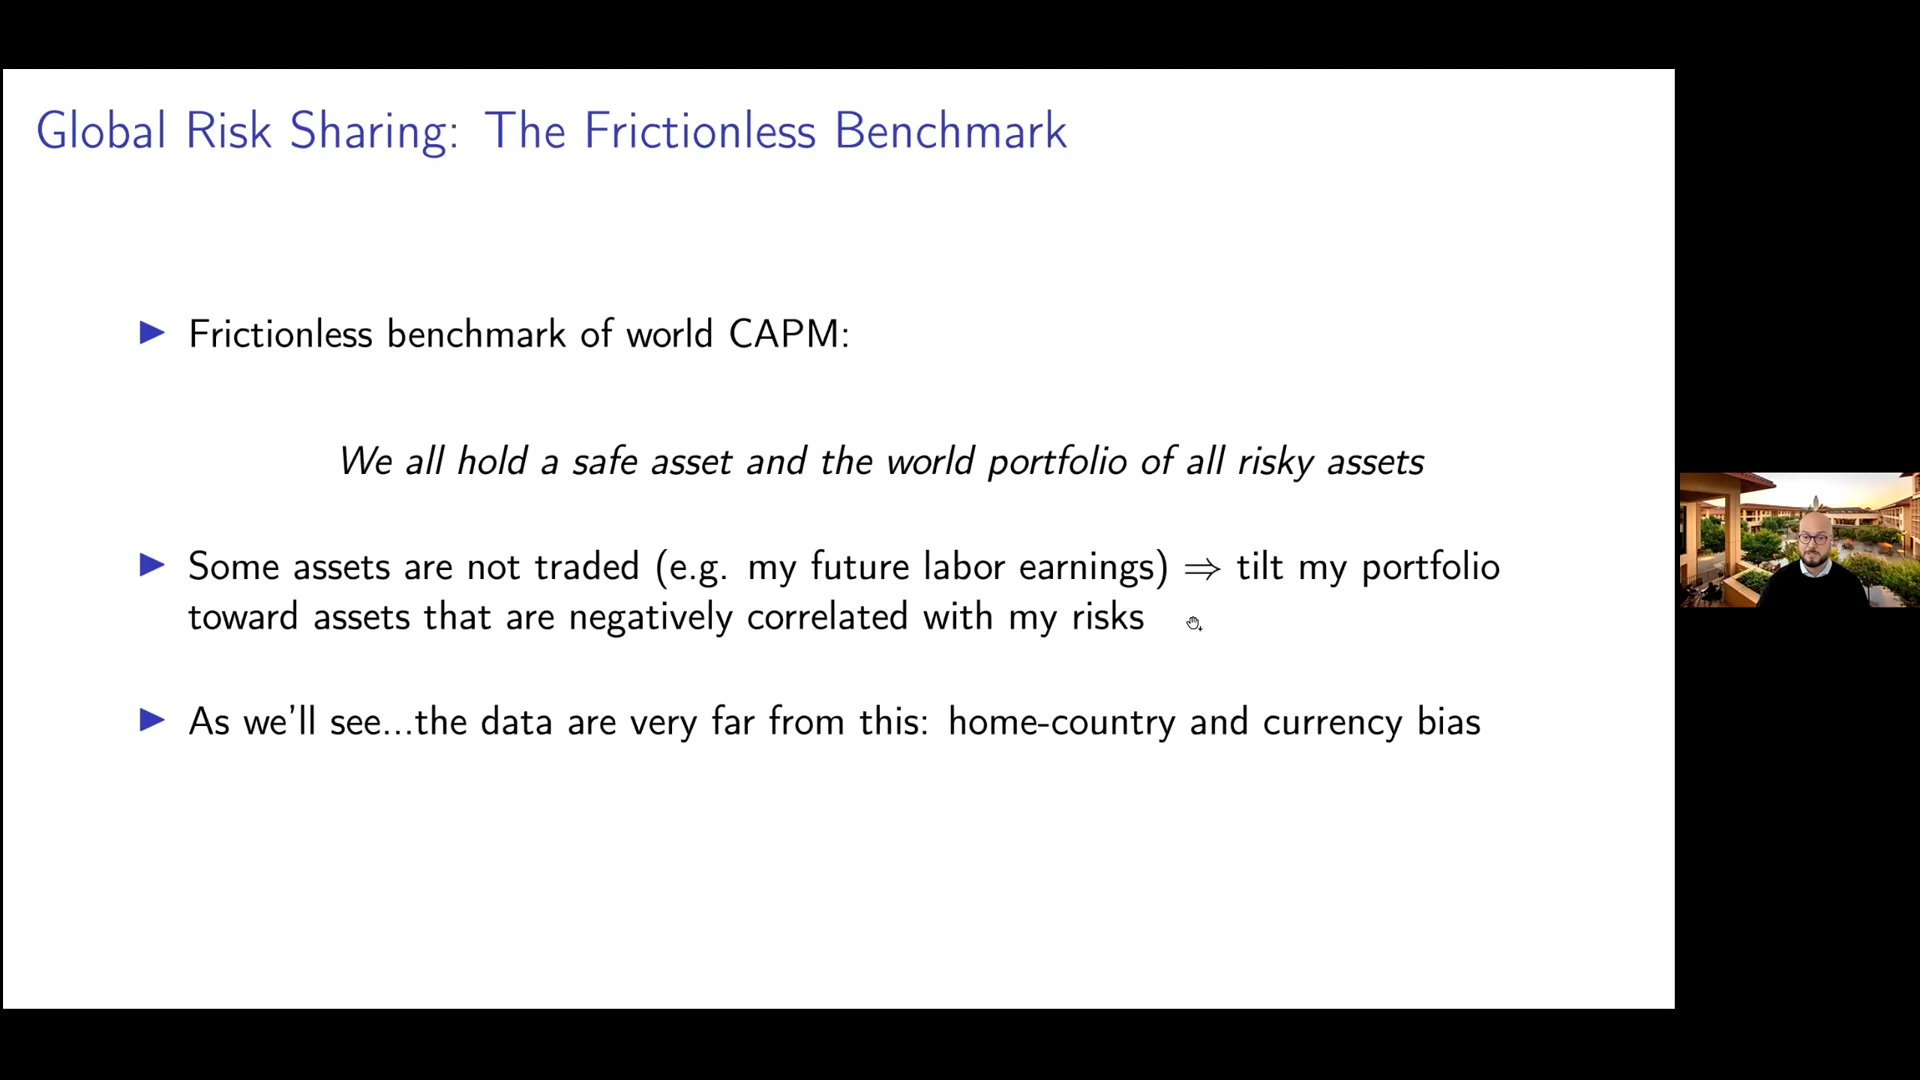 Global Risk Sharing: The Frictionless Benchmark
Frictionless benchmark of world CAPM:
We all hold a safe asset and the world portfolio of all risky assets
Some assets are not traded (e.g. my future labor earnings) ⇒ tilt my portfolio
toward assets that are negatively correlated with my risks
As we'll see...the data are very far from this: home-country and currency bias